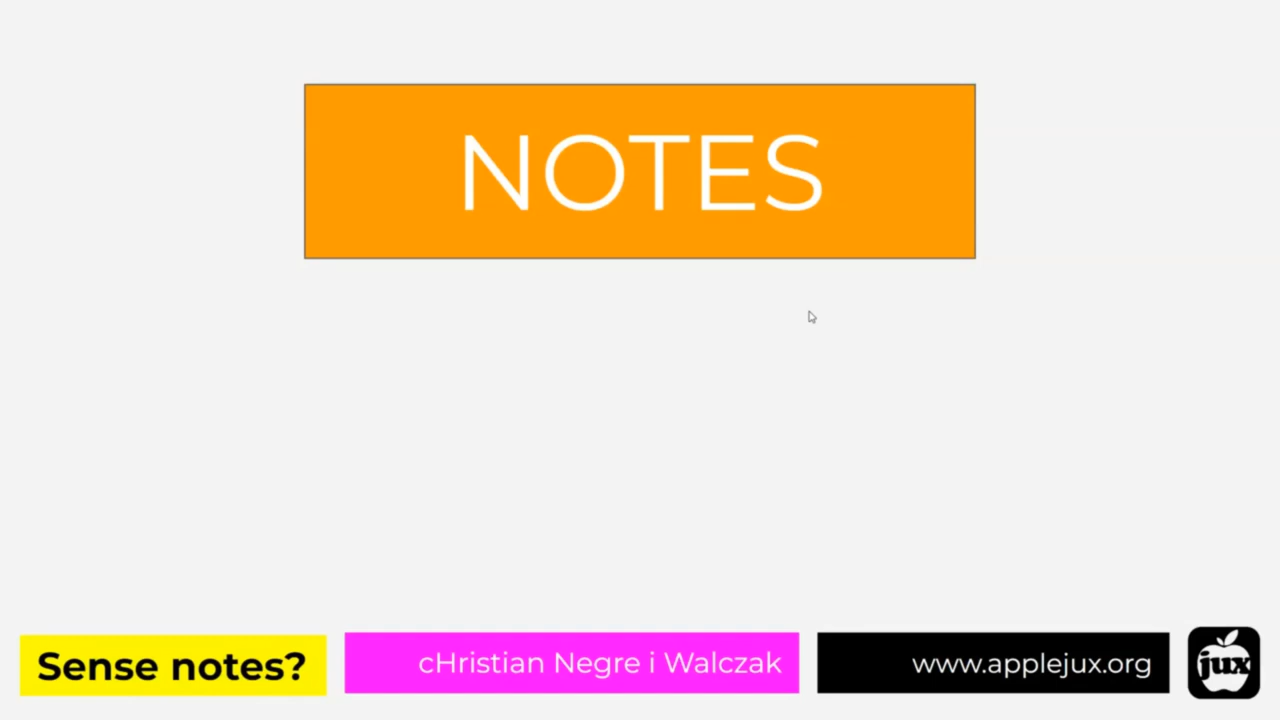 NOTES
Sense notes?
cHristian Negre i Walczak
www.applejux.org
jux